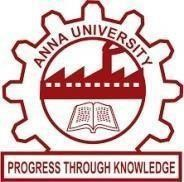 ANNA UNIVERSITY
PROGRESS THROUGH KNOWLEDGE